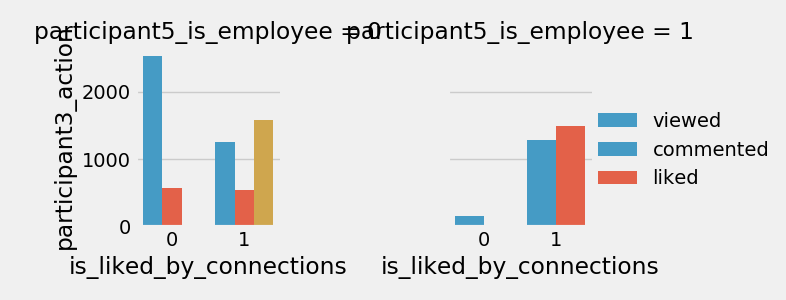 participant5_is_employee = 0
participant5_is_employee = 1
participant3_action
2000
1000
0
0
1
0
1
is_liked_by_connections
is_liked_by_connections
viewed
commented
liked